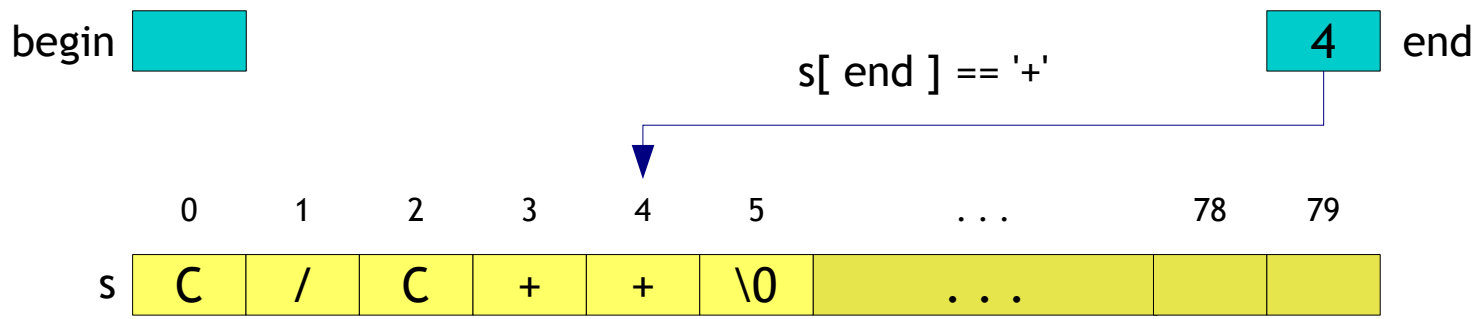 begin 4 end
s[ end ] == '+'
0 1 2 3 4 5 . . . 78 79
s C / C + + \0 . . .